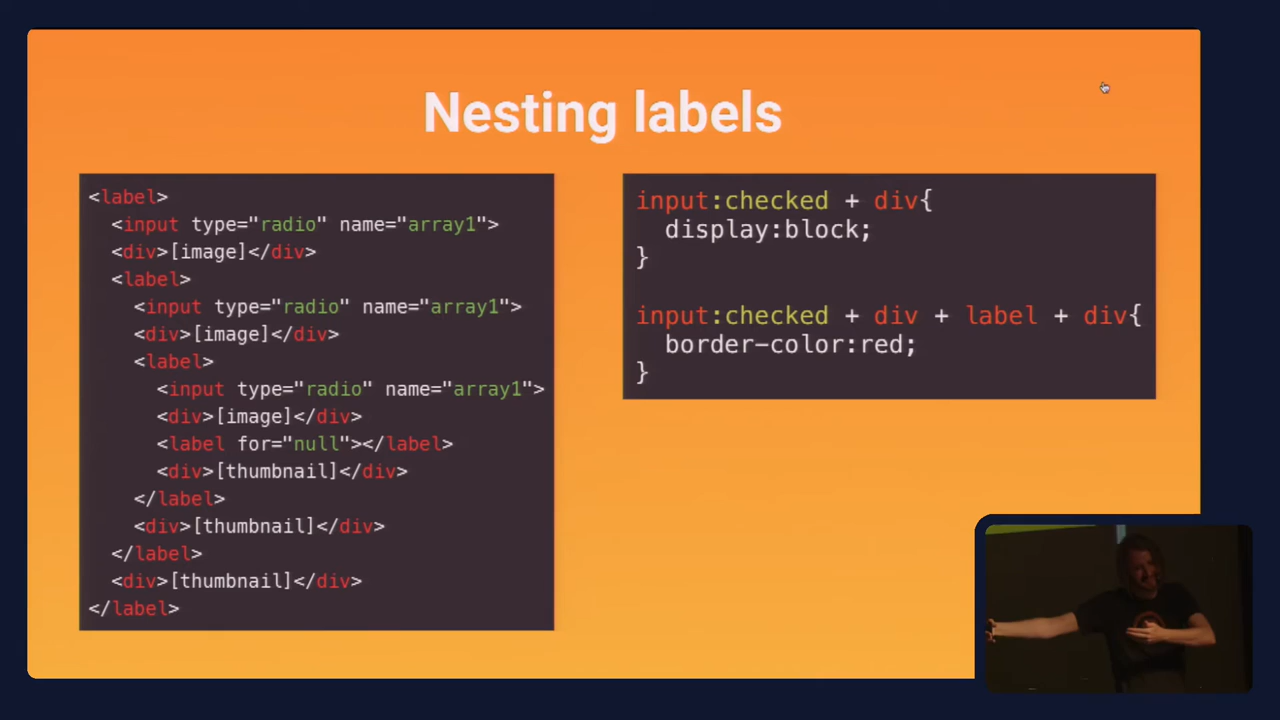 Nesting labels
<label>
<input type="radio" name="array1">
<div>[image]</div>
<label>
<input type="radio" name="array1">
<div>[image]</div>
<label>
<input type="radio" name="array1">
<div>[image]</div>
<label for="null"></label>
<div>[thumbnail]</div>
</label>
<div>[thumbnail]</div>
</label>
<div>[thumbnail]</div>
</label>
input:checked + div{
display:block;
}
input:checked + div + label + div{
border-color:red;
}